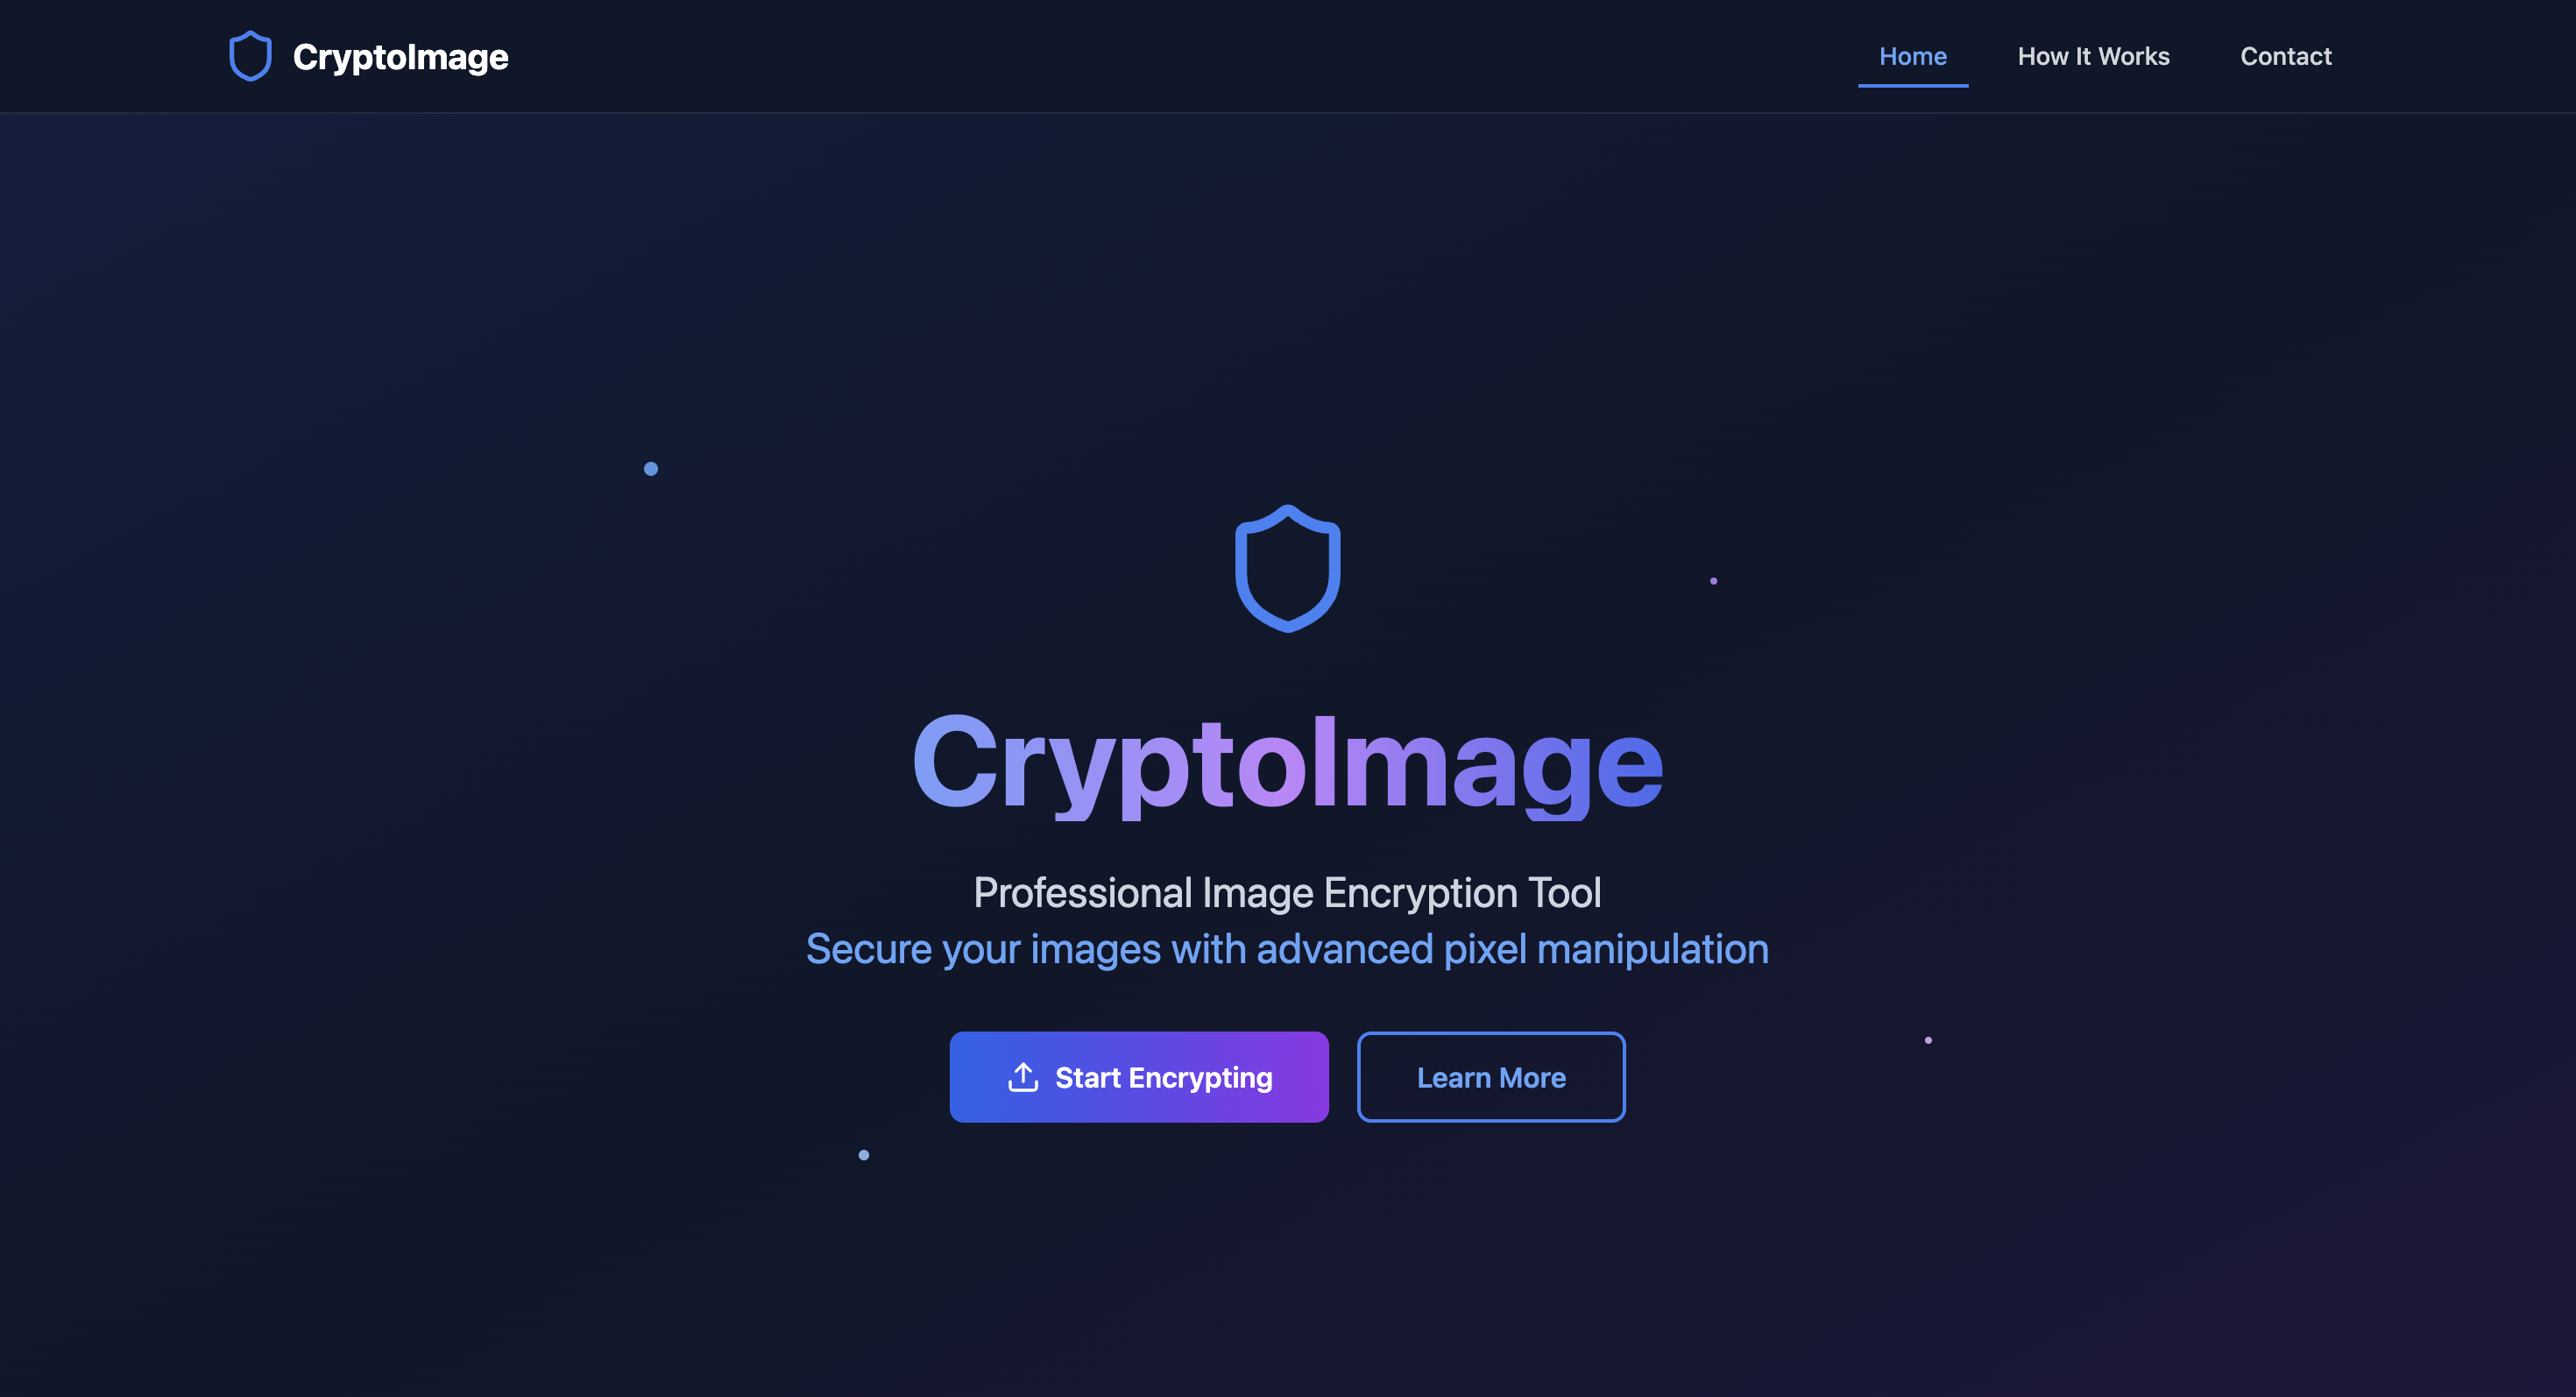 CryptoImage
Home
How It Works
Contact
CryptoImage
Professional Image Encryption Tool
Secure your images with advanced pixel manipulation
Start Encrypting
Learn More